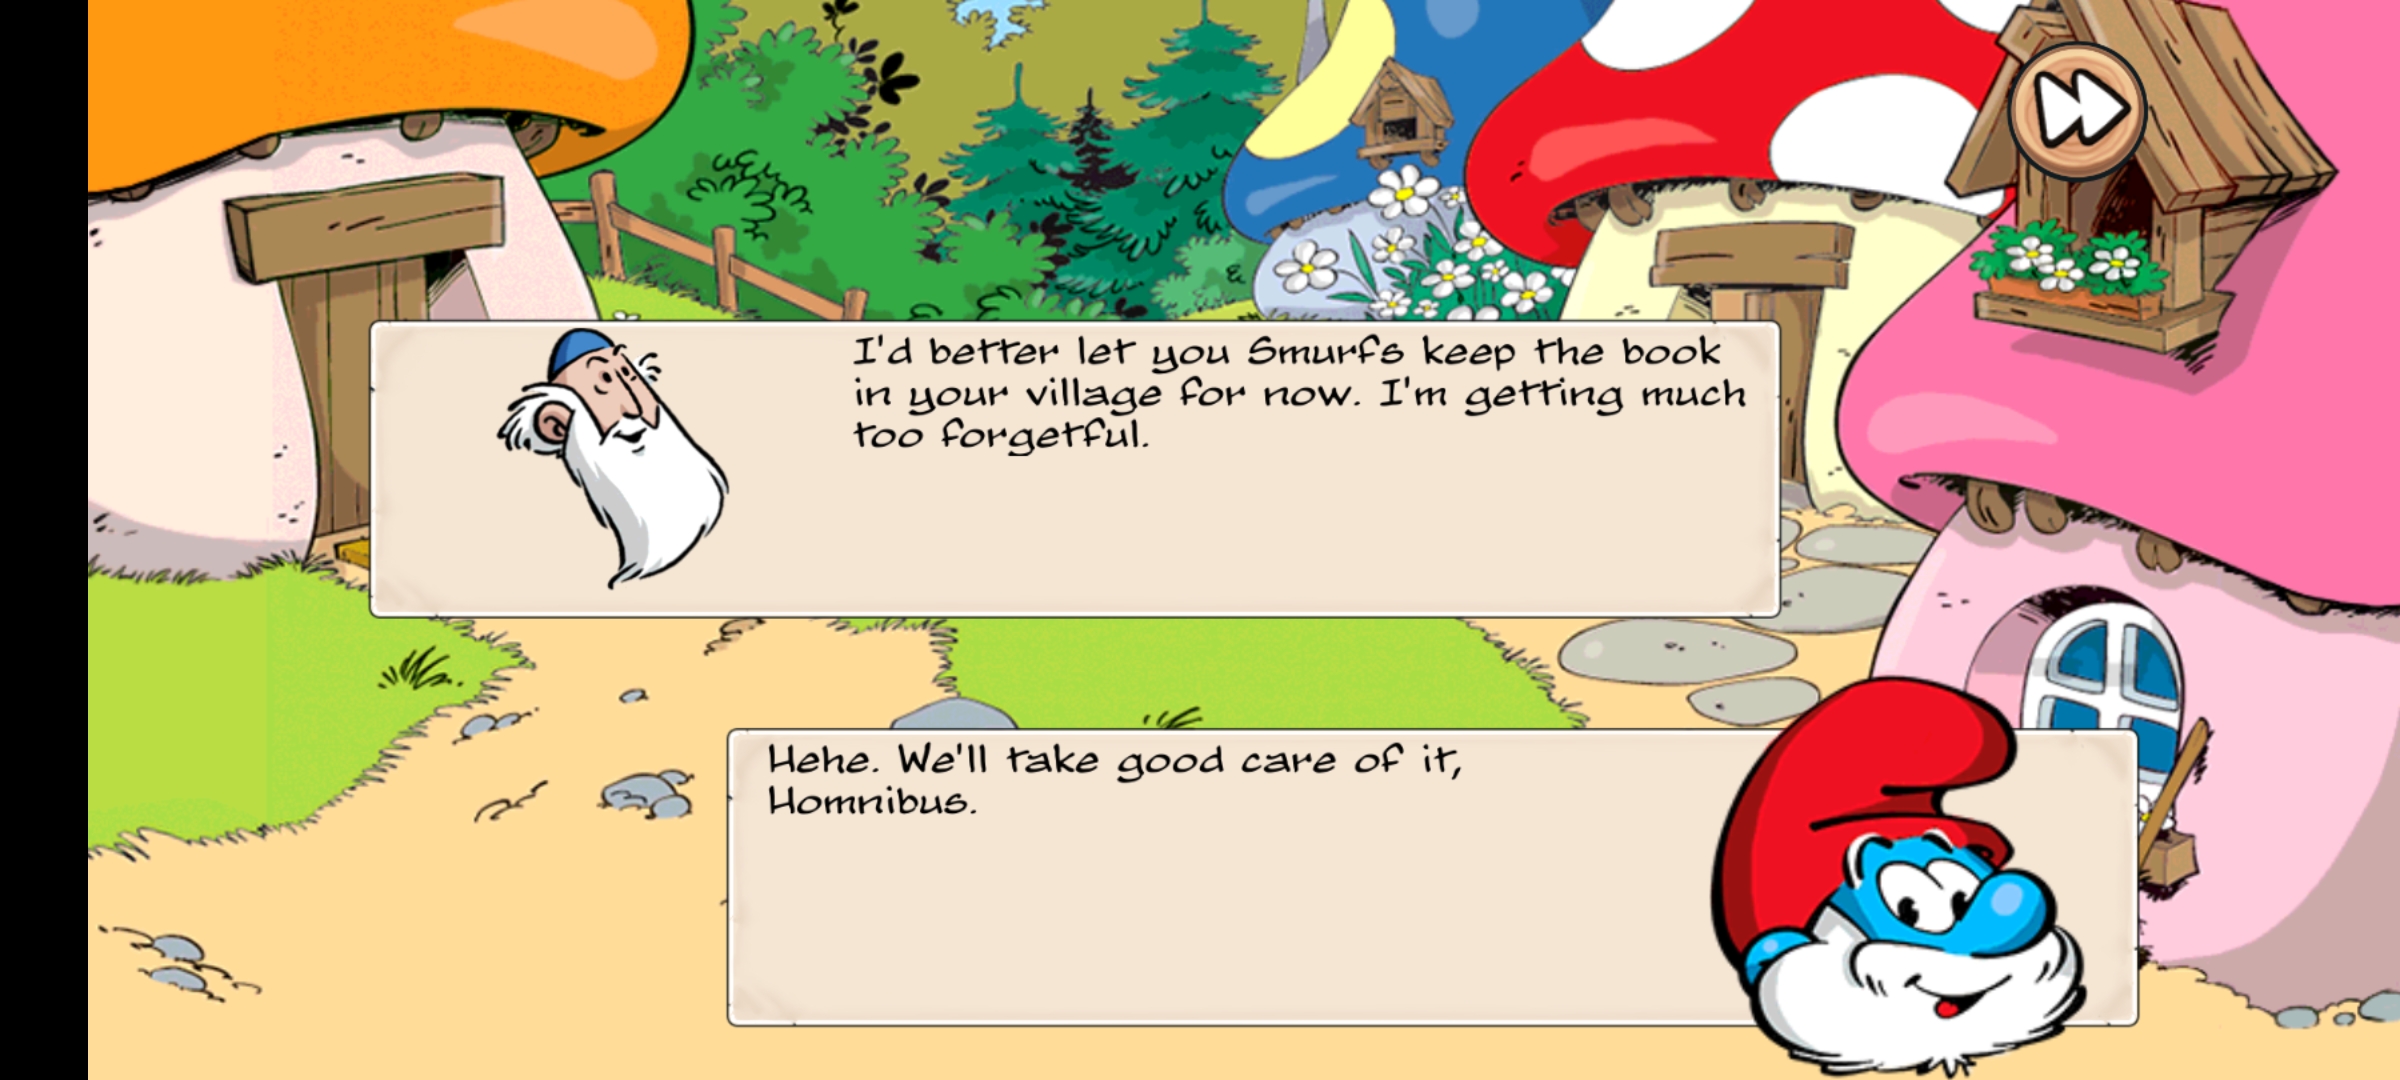 I'd better let you Smurfs keep the book
in your village for now. I'm getting much
too forgetful.
Hehe. We'll take good care of it,
Homnibus.